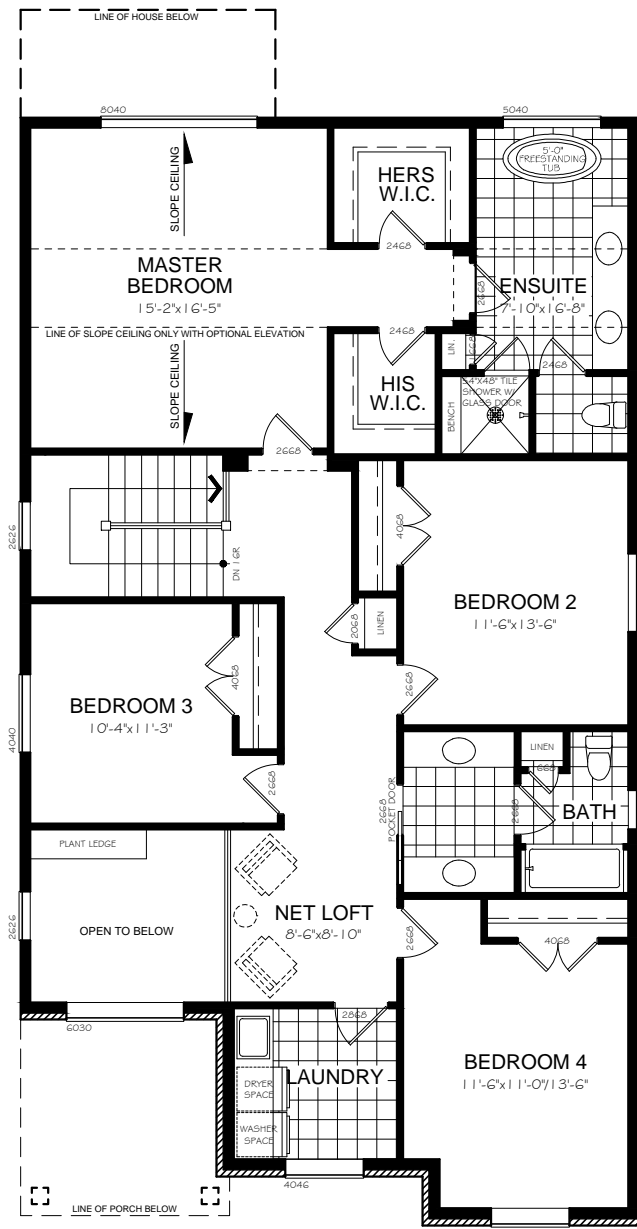 LINE OF HOUSE BELOW
8040
5040
SLOPE CEILING
HERS
W.I.C.
5'-0"
FREESTANDING
TUB
2468
MASTER
BEDROOM
15'-2"x16'-5"
2668
ENSUITE
7'-10"x16'-8"
LINE OF SLOPE CEILING ONLY WITH OPTIONAL ELEVATION
2468
LIN.
1668
2468
SLOPE CEILING
HIS
W.I.C.
BENCH
54"X48" TILE
SHOWER W/
GLASS DOOR
2668
2626
DN 16R
4068
BEDROOM 2
11'-6"x13'-6"
2068
LINEN
4040
BEDROOM 3
10'-4"x11'-3"
4068
2668
2668
2668
POCKET DOOR
LINEN
1668
2668
BATH
PLANT LEDGE
2626
OPEN TO BELOW
NET LOFT
8'-6"x8'-10"
2668
4068
6030
2868
DRYER
SPACE
LAUNDRY
WASHER
SPACE
BEDROOM 4
11'-6"x11'-0"/13'-6"
4046
LINE OF PORCH BELOW